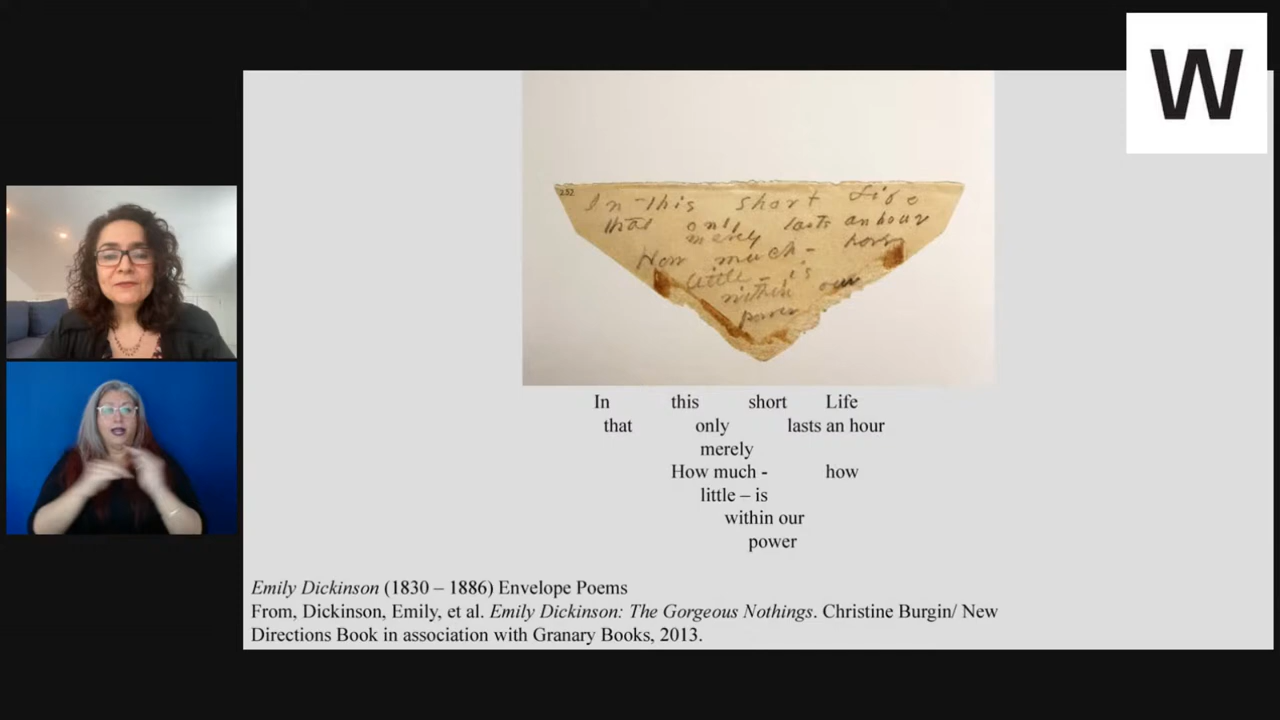 W
252
In this short Life
that only lasts an hour
merely
How much - how
little - is
within our
power
In this short Life
that only lasts an hour
merely
How much - how
little – is
within our
power
Emily Dickinson (1830 – 1886) Envelope Poems
From, Dickinson, Emily, et al. Emily Dickinson: The Gorgeous Nothings. Christine Burgin/ New
Directions Book in association with Granary Books, 2013.